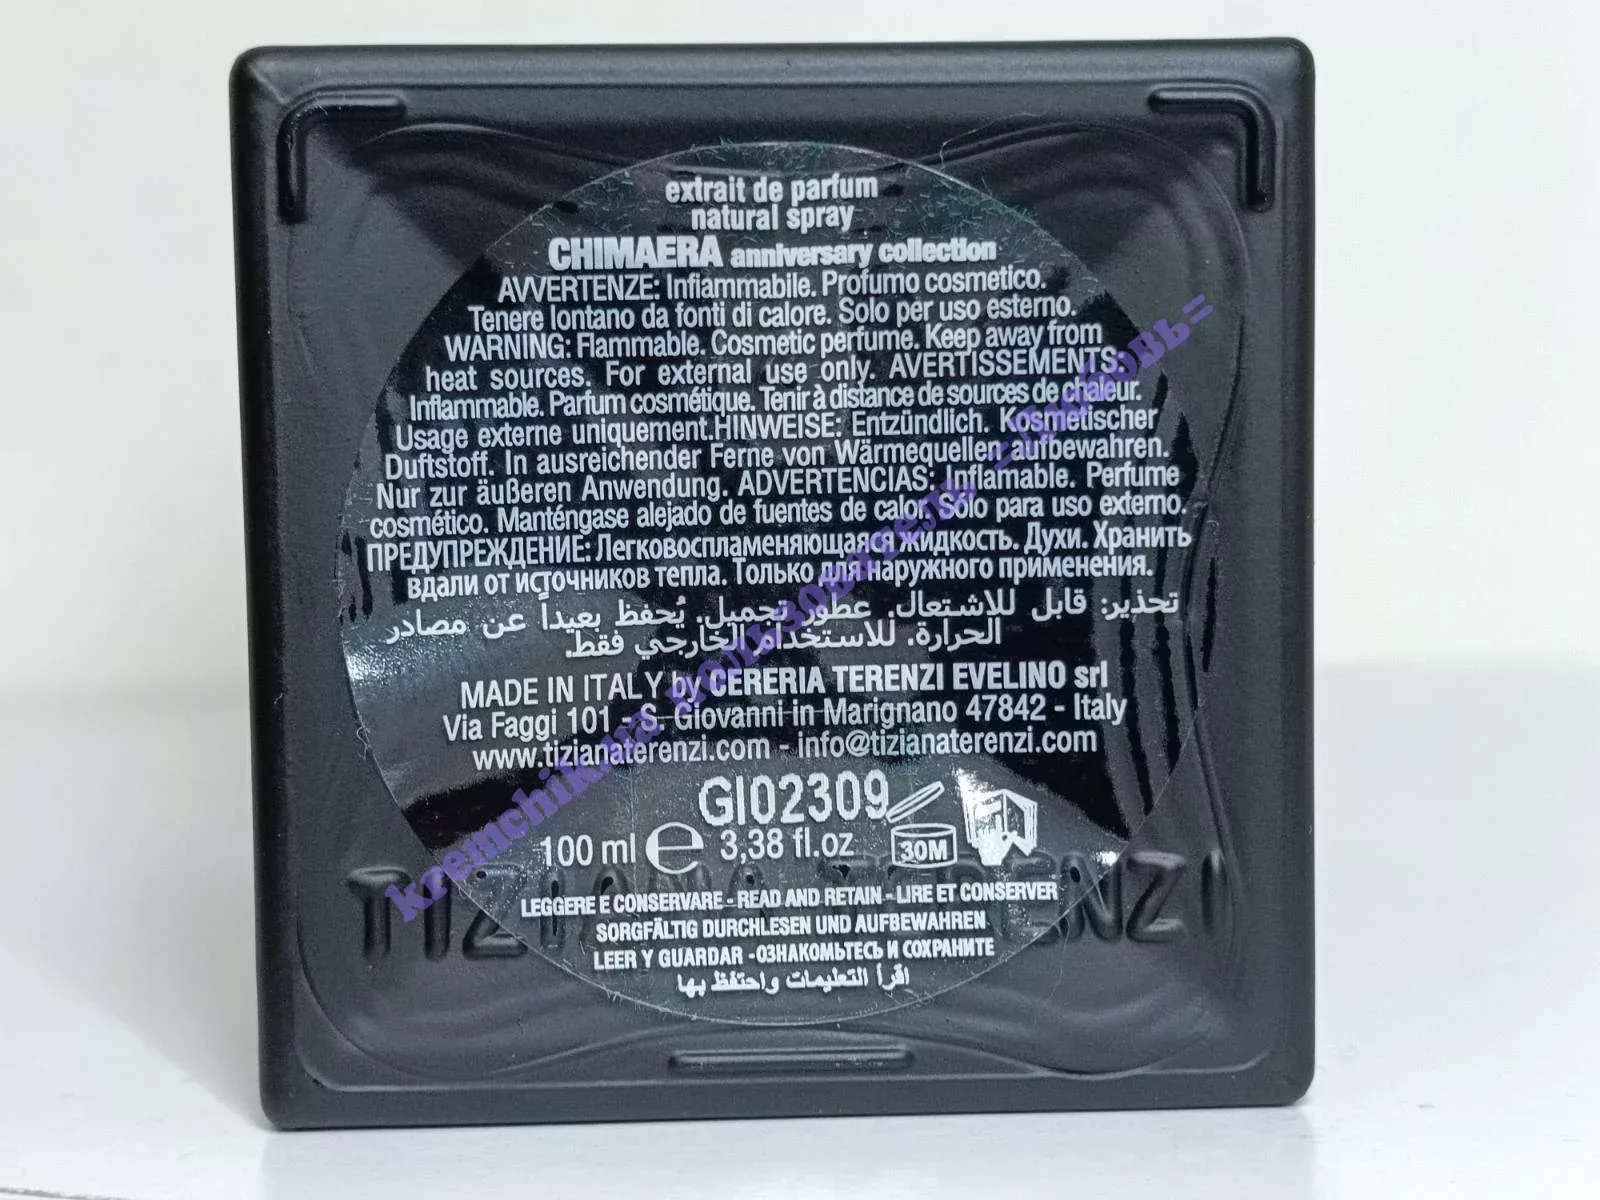 extrait de parfum
natural spray
CHIMAERA anniversary collection
AVVERTENZE: Infiammabile. Profumo cosmetico.
Tenere lontano da fonti di calore. Solo per uso esterno.
WARNING: Flammable. Cosmetic perfume. Keep away from
heat sources. For external use only. AVERTISSEMENTS:
Inflammable. Parfum cosmétique. Tenir à distance de sources de chaleur.
Usage externe uniquement.HINWEISE: Entzündlich. Kosmetischer
Duftstoff. In ausreichender Ferne von Wärmequellen aufbewahren.
Nur zur äußeren Anwendung. ADVERTENCIAS: Inflamable. Perfume
cosmético. Manténgase alejado de fuentes de calor. Sólo para uso externo.
ПРЕДУПРЕЖДЕНИЕ: Легковоспламеняющаяся жидкость. Духи. Хранить
вдали от источников тепла. Только для наружного применения.
تحذير: قابل للاشتعال. عطور تجميل. يُحفظ بعيداً عن مصادر
الحرارة. للاستخدام الخارجي فقط.
MADE IN ITALY by CERERIA TERENZI EVELINO srl
Via Faggi 101 - S. Giovanni in Marignano 47842 - Italy
www.tizianaterenzi.com - info@tizianaterenzi.com
GI02309
100 ml e 3,38 fl.oz 30M
TIZIANA TERENZI
LEGGERE E CONSERVARE - READ AND RETAIN - LIRE ET CONSERVER
SORGFÄLTIG DURCHLESEN UND AUFBEWAHREN
LEER Y GUARDAR -ОЗНАКОМЬТЕСЬ И СОХРАНИТЕ
اقرأ التعليمات واحتفظ بها
kremchik.ua пользователь =Любовь=